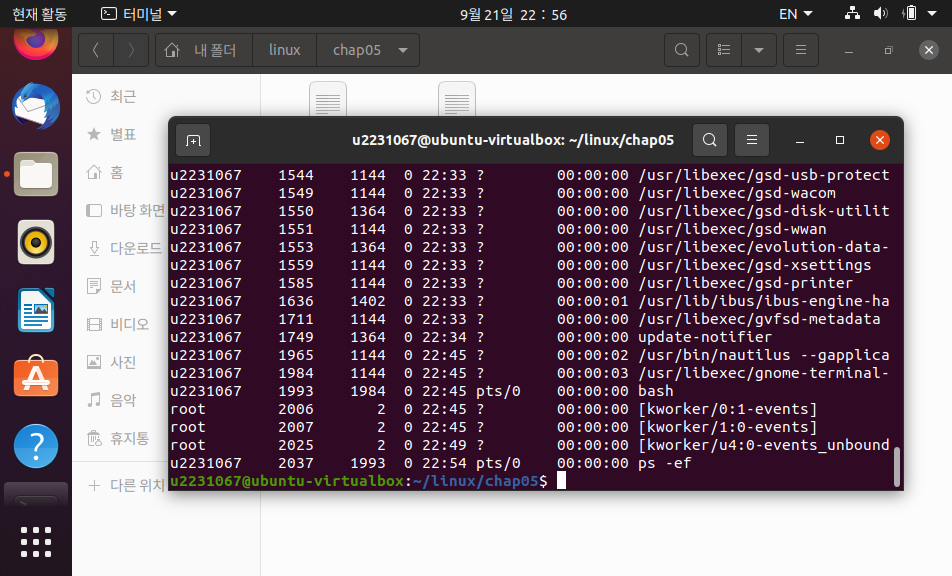 현재 활동 터미널 9월 21일 22 : 56 EN
내 폴더 linux chap05
최근
별표
홈
바탕 화면
다운로드
문서
비디오
사진
음악
휴지통
다른 위치
u2231067@ubuntu-virtualbox: ~/linux/chap05
u2231067 1544 1144 0 22:33 ? 00:00:00 /usr/libexec/gsd-usb-protect
u2231067 1549 1144 0 22:33 ? 00:00:00 /usr/libexec/gsd-wacom
u2231067 1550 1364 0 22:33 ? 00:00:00 /usr/libexec/gsd-disk-utilit
u2231067 1551 1144 0 22:33 ? 00:00:00 /usr/libexec/gsd-wwan
u2231067 1553 1364 0 22:33 ? 00:00:00 /usr/libexec/evolution-data-
u2231067 1559 1144 0 22:33 ? 00:00:00 /usr/libexec/gsd-xsettings
u2231067 1585 1144 0 22:33 ? 00:00:00 /usr/libexec/gsd-printer
u2231067 1636 1402 0 22:33 ? 00:00:01 /usr/lib/ibus/ibus-engine-ha
u2231067 1711 1144 0 22:33 ? 00:00:00 /usr/libexec/gvfsd-metadata
u2231067 1749 1364 0 22:34 ? 00:00:00 update-notifier
u2231067 1965 1144 0 22:45 ? 00:00:02 /usr/bin/nautilus --gapplica
u2231067 1984 1144 0 22:45 ? 00:00:03 /usr/libexec/gnome-terminal-
u2231067 1993 1984 0 22:45 pts/0 00:00:00 bash
root 2006 2 0 22:45 ? 00:00:00 [kworker/0:1-events]
root 2007 2 0 22:45 ? 00:00:00 [kworker/1:0-events]
root 2025 2 0 22:49 ? 00:00:00 [kworker/u4:0-events_unbound
u2231067 2037 1993 0 22:54 pts/0 00:00:00 ps -ef
u2231067@ubuntu-virtualbox:~/linux/chap05$